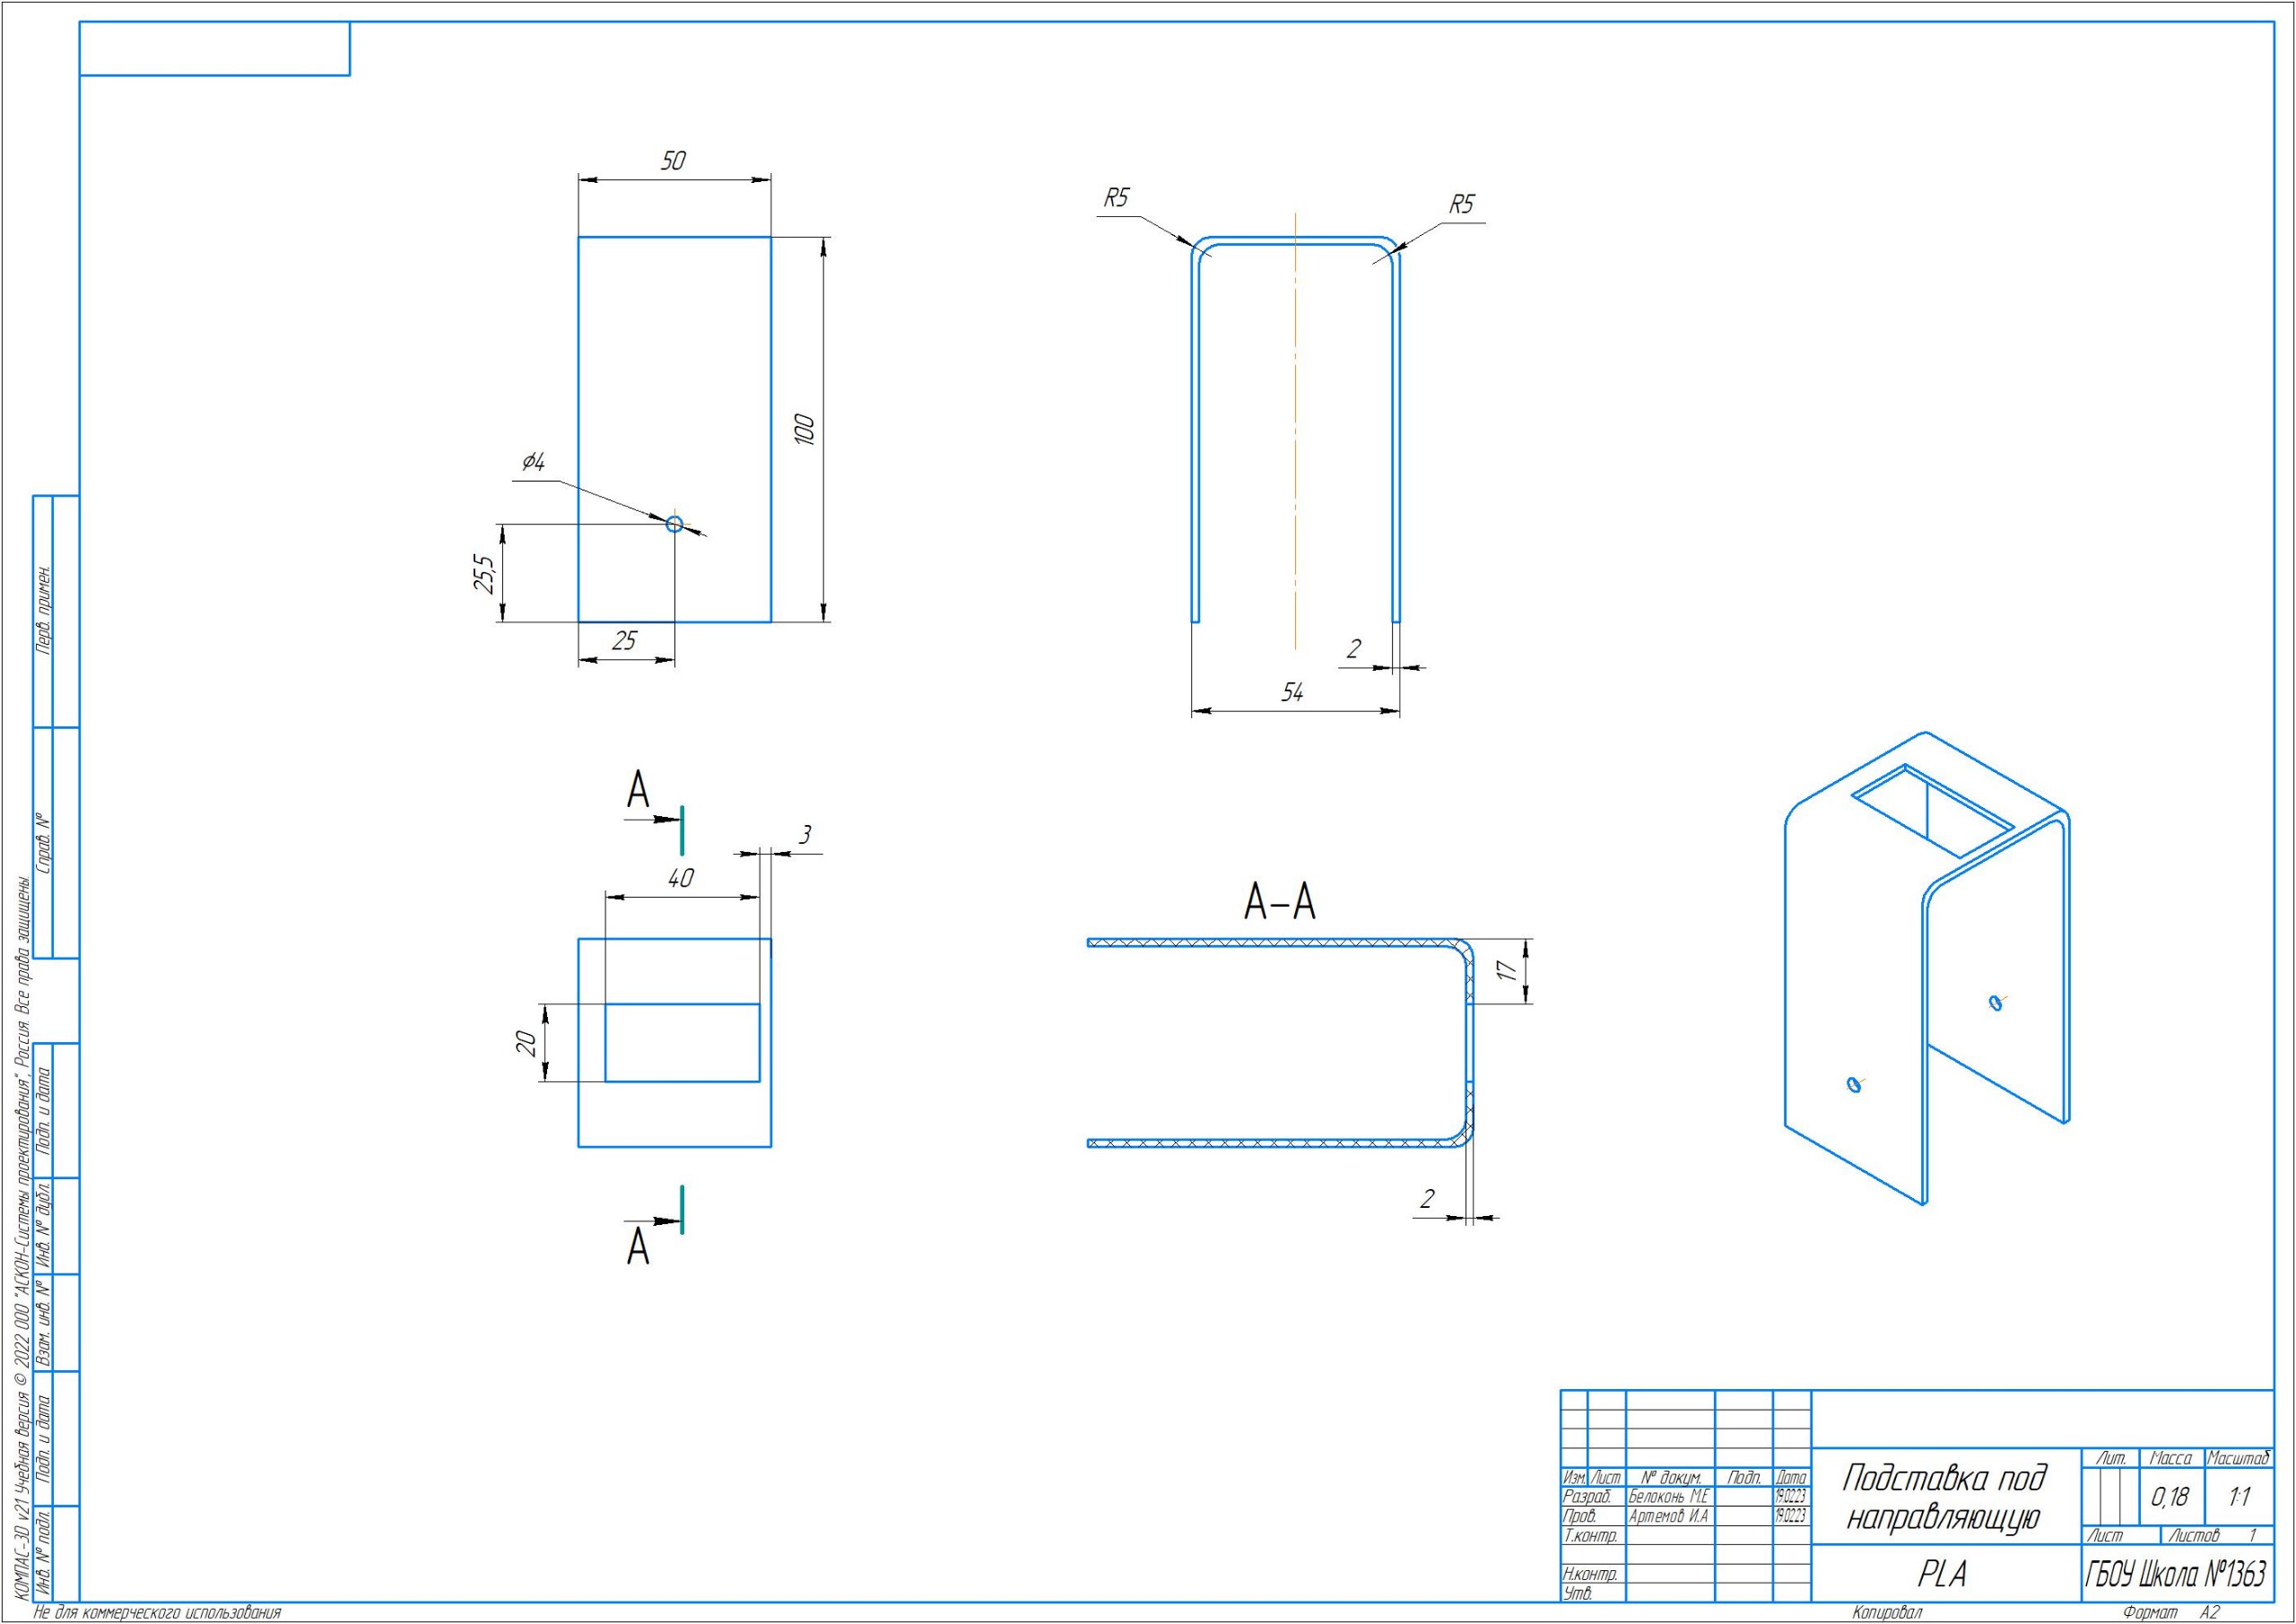 50
R5
R5
100
⌀4
25,5
25
2
54
А
3
40
20
А
А-А
17
2
Перв. примен.
Справ. №
Подп. и дата
Инв. № дубл.
Взам. инв. №
Подп. и дата
Инв. № подл.
КОМПАС-3D v21 Учебная версия © 2022 ООО "АСКОН-Системы проектирования", Россия. Все права защищены.
Изм. Лист № докум. Подп. Дата
Разраб. Белоконь М.Е 19.02.23
Пров. Артемов И.А 19.02.23
Т.контр.
Н.контр.
Утв.
Подставка под
направляющую
PLA
Лит. Масса Масштаб
0,18 1:1
Лист Листов 1
ГБОУ Школа №1363
Не для коммерческого использования
Копировал
Формат А2